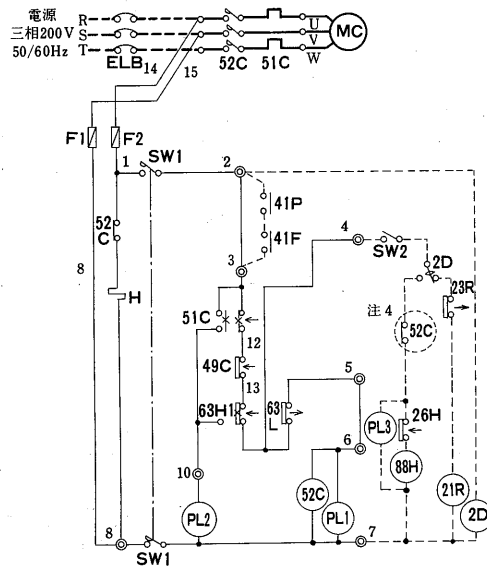 電源
三相200V
50/60Hz
R
S
T
ELB
14
15
52C
51C
U
V
W
MC
F1
F2
1
SW1
2
52
C
41P
41F
4
SW2
3
2D
23R
8
H
51C
注4
52C
12
49C
13
5
63H1
63
L
26H
PL3
6
88H
10
52C
21R
PL2
PL1
2D
8
7
SW1